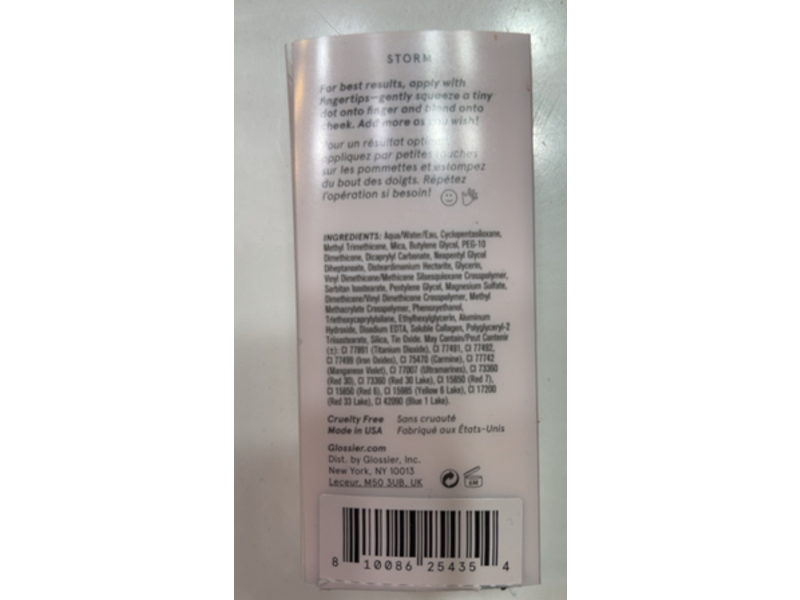 STORM
For best results, apply with
fingertips—gently squeeze a tiny
dot onto finger and blend onto
cheek. Add more as you wish!
Pour un résultat
appliquez par petites touches
sur les pommettes et estompez
du bout des doigts. Répétez
l'opération si besoin!
INGREDIENTS: Aqua/Water/Eau, Cyclopentasiloxane,
Methyl Trimethicone, Mica, Butylene Glycol, PEG-10
Dimethicone, Dicaprylyl Carbonate, Neopentyl Glycol
Diheptanoate, Disteardimonium Hectorite, Glycerin,
Vinyl Dimethicone/Methicone Silsesquioxane Crosspolymer,
Sorbitan Isostearate, Pentylene Glycol, Magnesium Sulfate,
Dimethicone/Vinyl Dimethicone Crosspolymer, Methyl
Methacrylate Crosspolymer, Phenoxyethanol,
Triethoxycaprylylsilane, Ethylhexylglycerin, Aluminum
Hydroxide, Disodium EDTA, Soluble Collagen, Polyglyceryl-2
Triisostearate, Silica, Tin Oxide. May Contain/Peut Contenir
(±): CI 77891 (Titanium Dioxide), CI 77491, CI 77492,
CI 77499 (Iron Oxides), CI 75470 (Carmine), CI 77742
(Manganese Violet), CI 77007 (Ultramarines), CI 73360
(Red 30), CI 73360 (Red 30 Lake), CI 15850 (Red 7),
CI 15850 (Red 6), CI 15985 (Yellow 6 Lake), CI 17200
(Red 33 Lake), CI 42090 (Blue 1 Lake).
Cruelty Free Sans cruauté
Made in USA Fabriqué aux États-Unis
Glossier.com
Dist. by Glossier, Inc.
New York, NY 10013
Leceur, M50 3UB, UK
6M
8 10086 25435 4